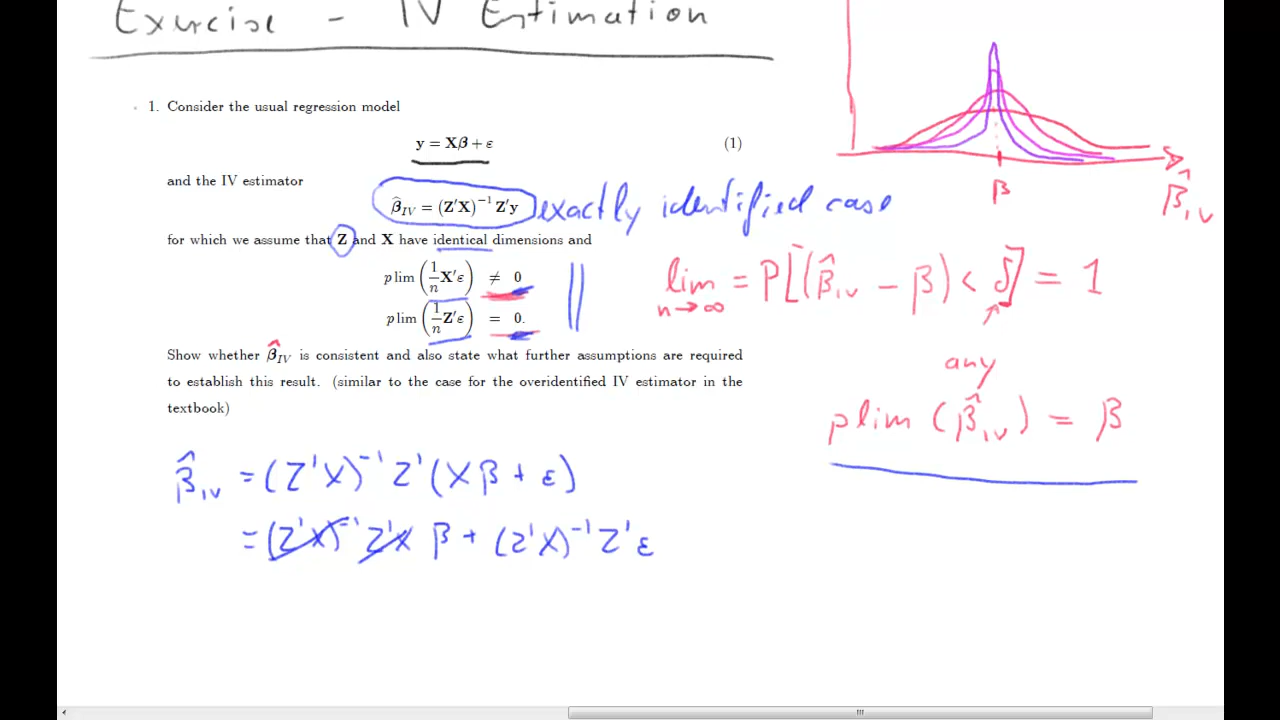 Exercise - IV Estimation
1. Consider the usual regression model
y = Xβ + ε (1)
and the IV estimator
β̂_IV = (Z'X)⁻¹ Z'y exactly identified case
for which we assume that Z and X have identical dimensions and
p lim (1/n X'ε) ≠ 0
p lim (1/n Z'ε) = 0.
Show whether β̂_IV is consistent and also state what further assumptions are required
to establish this result. (similar to the case for the overidentified IV estimator in the
textbook)
β̂_IV = (Z'X)⁻¹ Z'(Xβ + ε)
= (Z'X)⁻¹ Z'X β + (Z'X)⁻¹ Z'ε
β
β̂_IV
lim n→∞ = P[(β̂_IV - β) < δ] = 1
any
plim (β̂_IV) = β